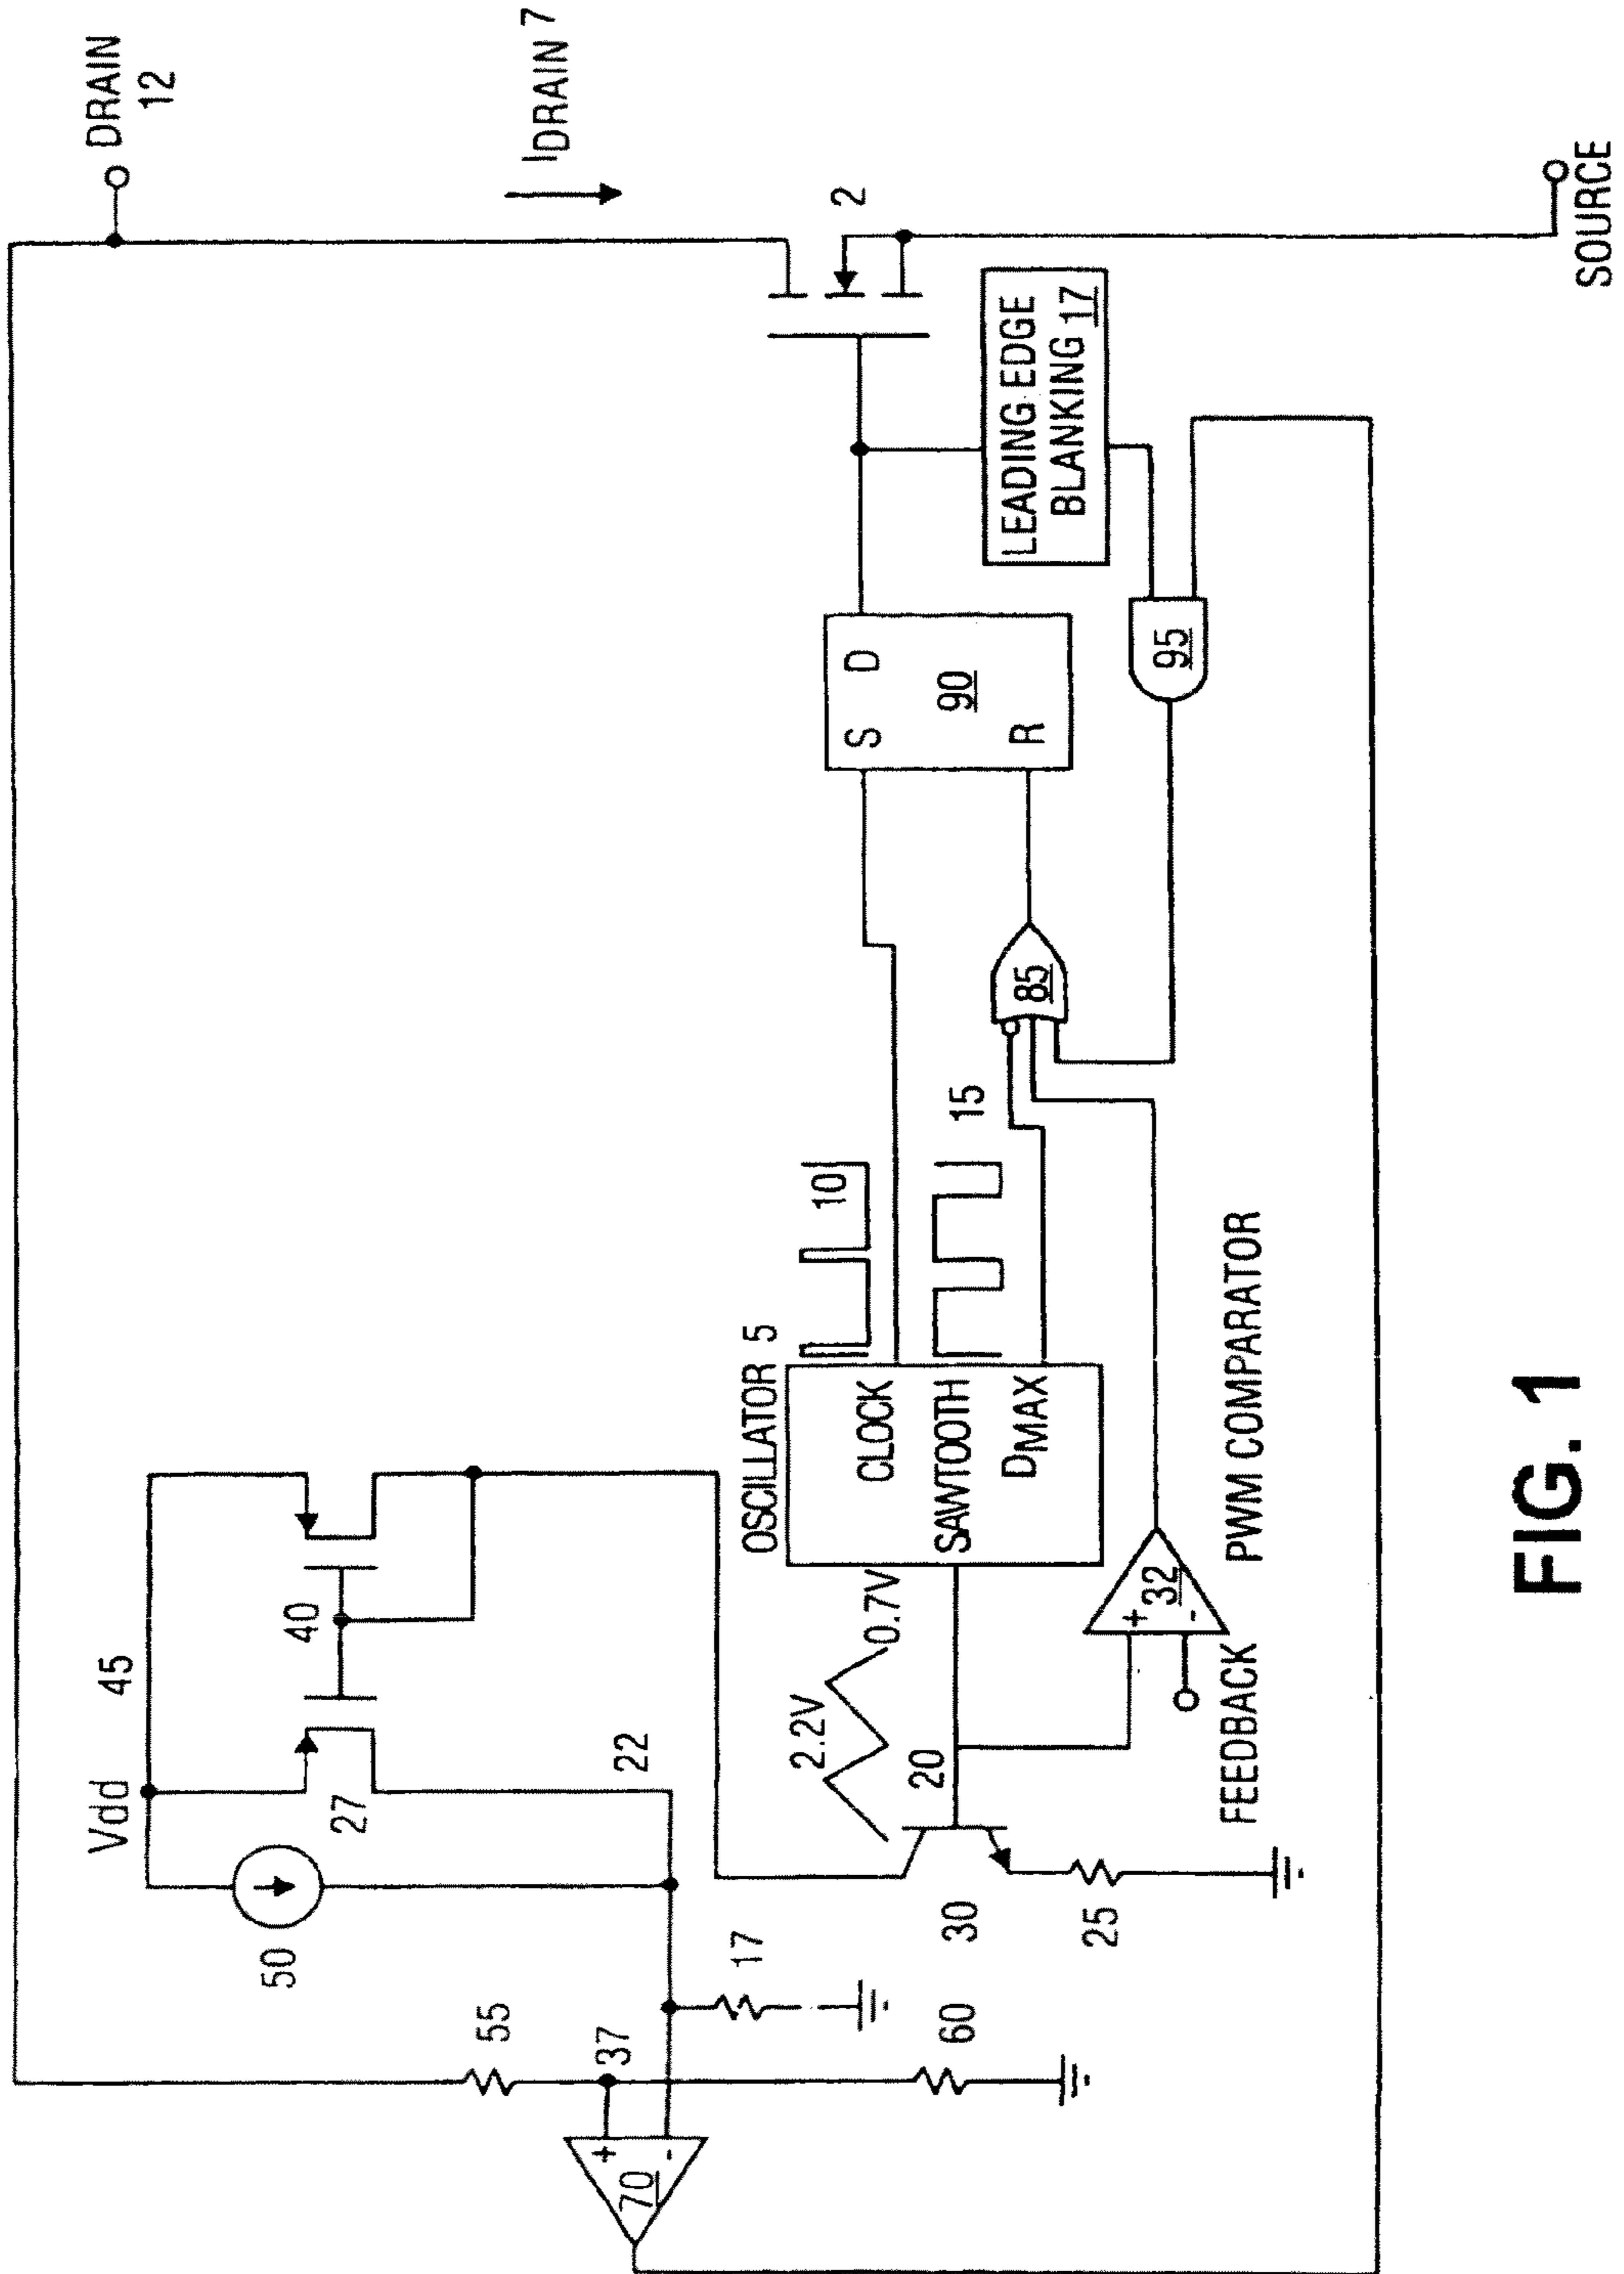 DRAIN
12
I DRAIN 7
2
SOURCE
LEADING EDGE
BLANKING 17
95
S D
90
R
85
15
10
OSCILLATOR 5
CLOCK
SAWTOOTH
DMAX
PWM COMPARATOR
32
+
-
FEEDBACK
0.7V
2.2V
20
30
25
Vdd
45
40
27
22
50
17
55
37
60
+
-
70
FIG. 1